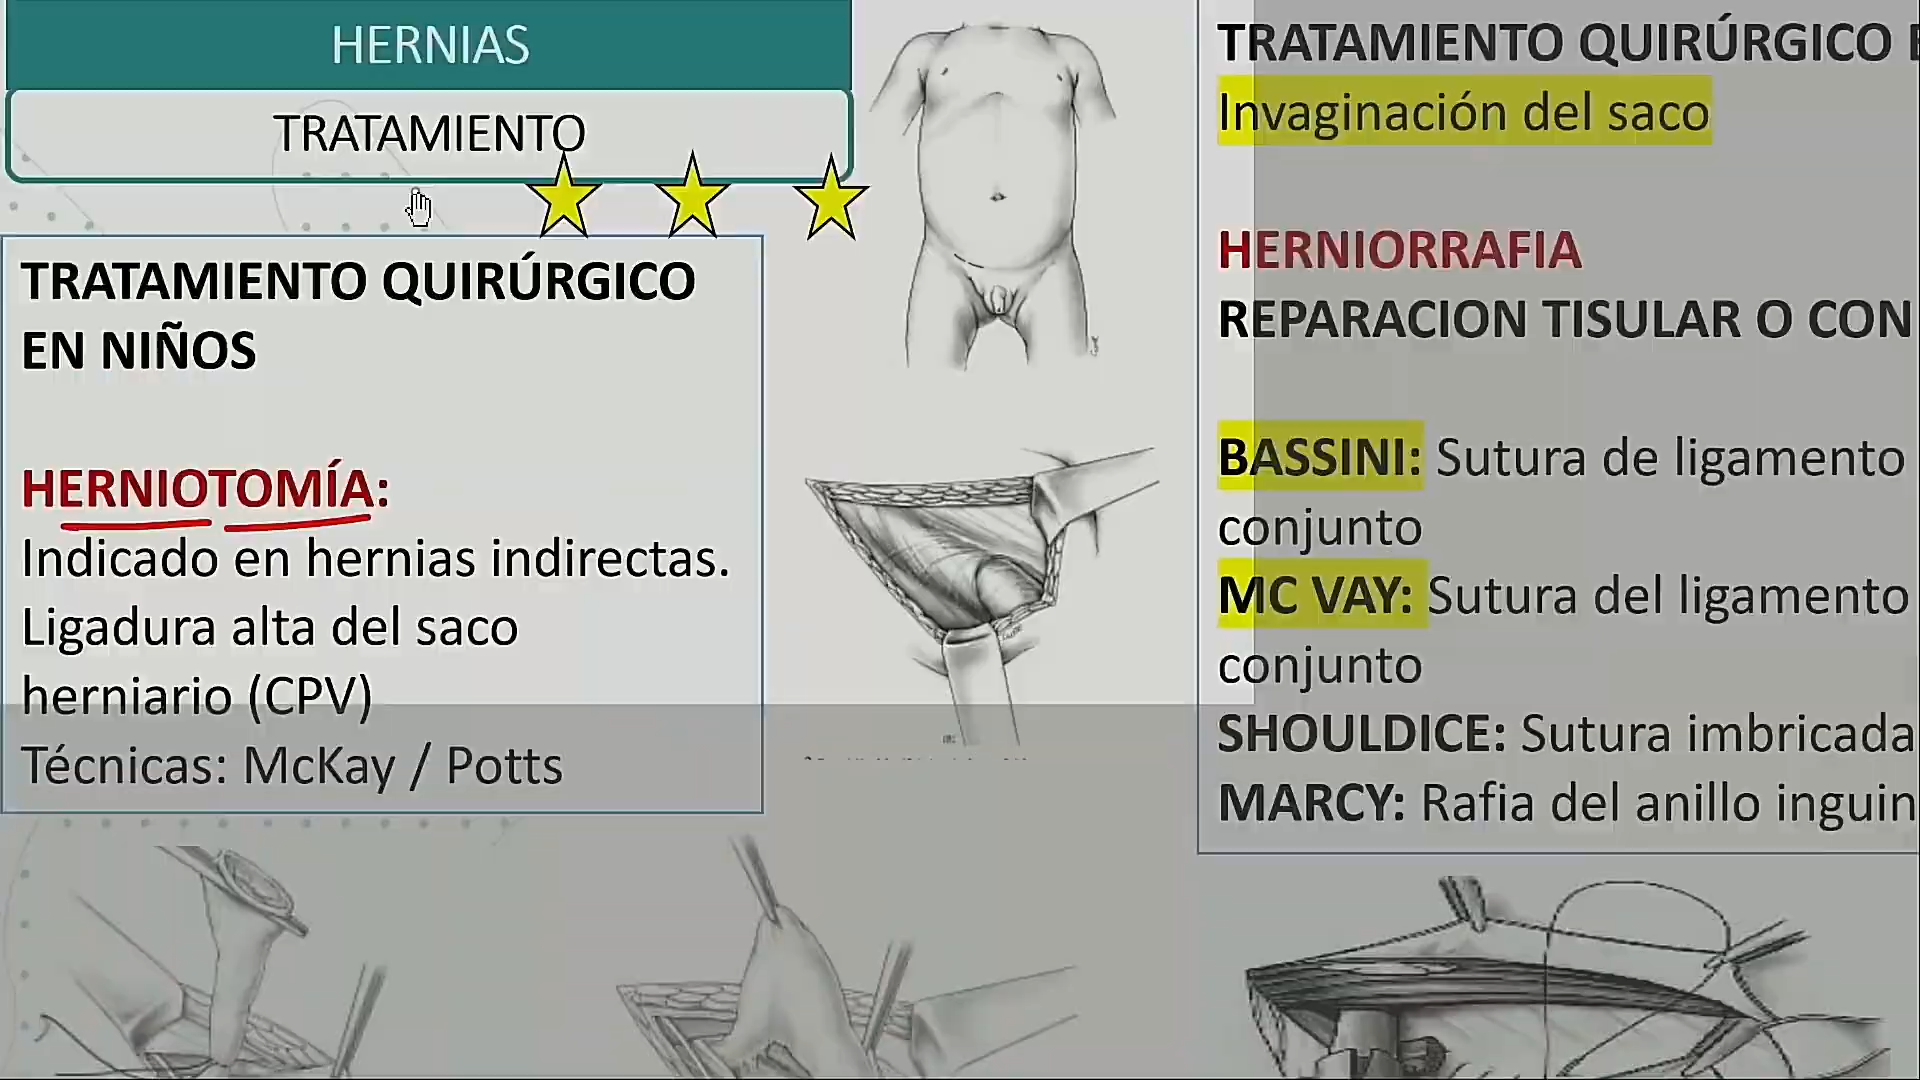 HERNIAS
TRATAMIENTO
TRATAMIENTO QUIRÚRGICO
EN NIÑOS
HERNIOTOMÍA:
Indicado en hernias indirectas.
Ligadura alta del saco
herniario (CPV)
Técnicas: McKay / Potts
TRATAMIENTO QUIRÚRGICO
Invaginación del saco
HERNIORRAFIA
REPARACION TISULAR O CON
BASSINI: Sutura de ligamento
conjunto
MC VAY: Sutura del ligamento
conjunto
SHOULDICE: Sutura imbricada
MARCY: Rafia del anillo inguin